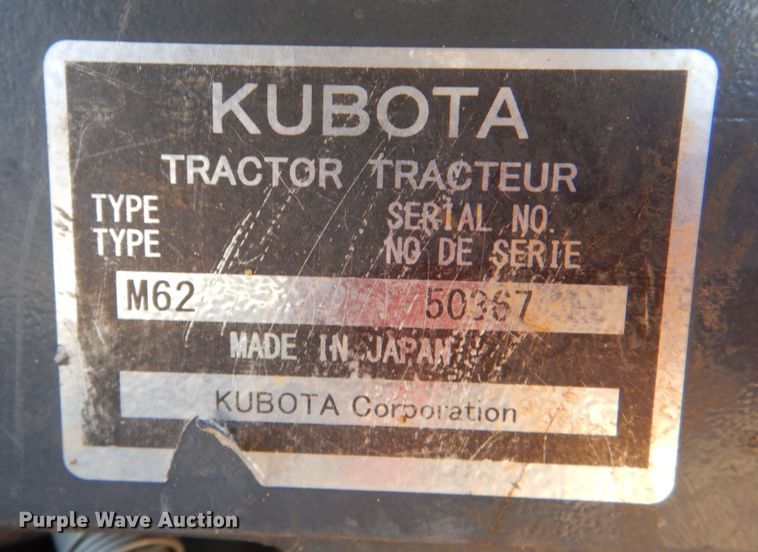 KUBOTA
TRACTOR TRACTEUR
TYPE SERIAL NO.
TYPE NO DE SERIE
M62 50367
MADE IN JAPAN
KUBOTA Corporation
Purple Wave Auction